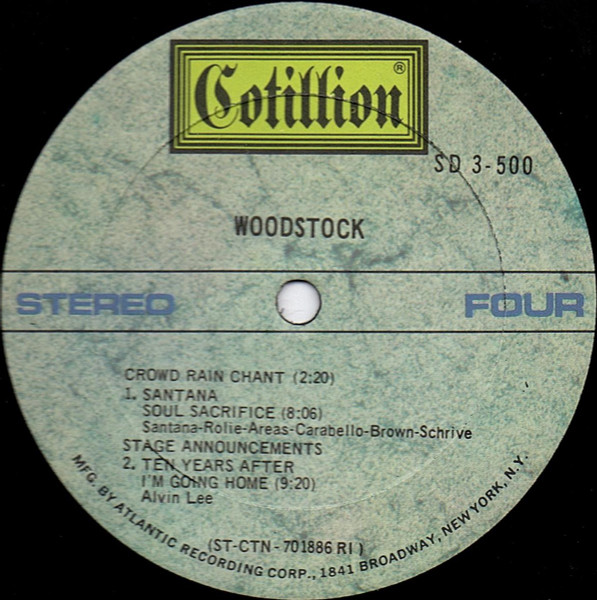 Cotillion®
SD 3-500
WOODSTOCK
STEREO FOUR
CROWD RAIN CHANT (2:20)
1. SANTANA
SOUL SACRIFICE (8:06)
Santana-Rolie-Areas-Carabello-Brown-Schrive
STAGE ANNOUNCEMENTS
2. TEN YEARS AFTER
I'M GOING HOME (9:20)
Alvin Lee
(ST-CTN-701886 RI)
MFG. BY ATLANTIC RECORDING CORP., 1841 BROADWAY, NEW YORK, N.Y.